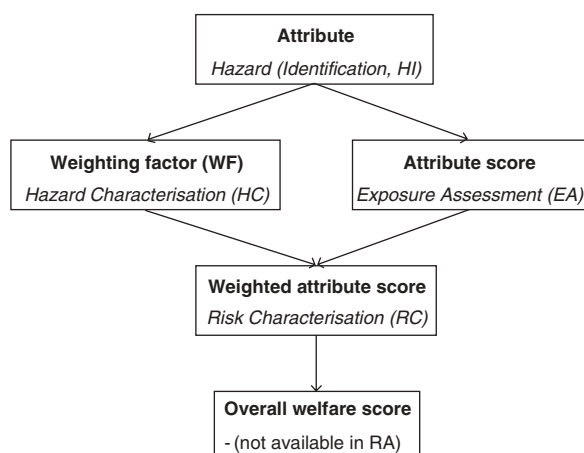 Attribute
Hazard (Identification, HI)
Weighting factor (WF)
Hazard Characterisation (HC)
Attribute score
Exposure Assessment (EA)
Weighted attribute score
Risk Characterisation (RC)
Overall welfare score
- (not available in RA)